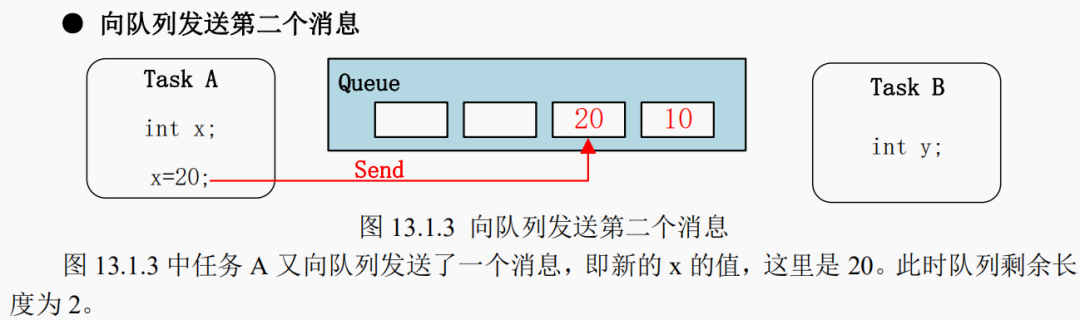 ● 向队列发送第二个消息
Task A
int x;
x=20;
Queue
20
10
Send
Task B
int y;
图 13.1.3 向队列发送第二个消息
图 13.1.3 中任务 A 又向队列发送了一个消息，即新的 x 的值，这里是 20。此时队列剩余长
度为 2。